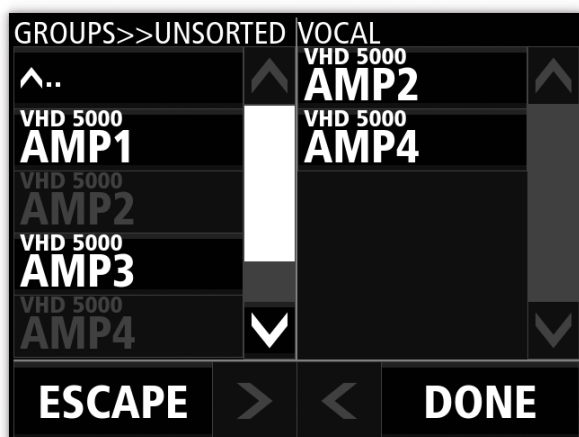 GROUPS>>UNSORTED
^..
VHD 5000
AMP1
VHD 5000
AMP2
VHD 5000
AMP3
VHD 5000
AMP4
VOCAL
VHD 5000
AMP2
VHD 5000
AMP4
ESCAPE
>
<
DONE